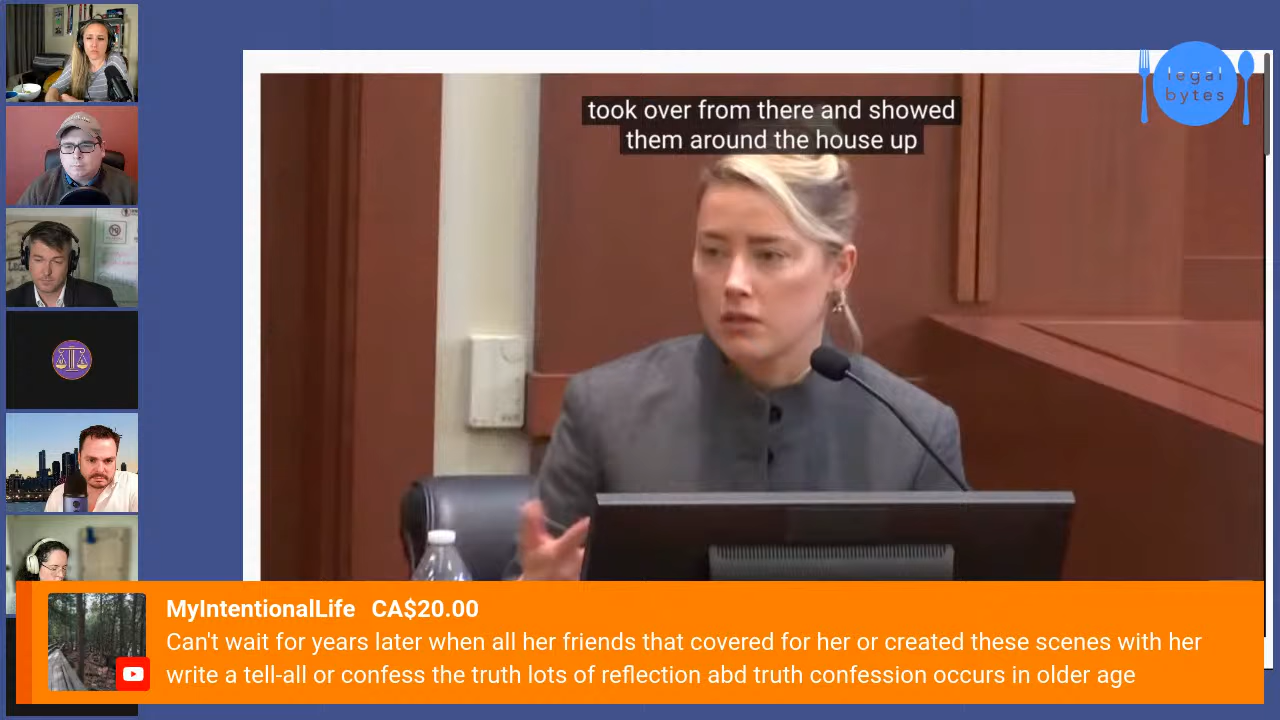 took over from there and showed
them around the house up
legal
bytes
MyIntentionalLife CA$20.00
Can't wait for years later when all her friends that covered for her or created these scenes with her
write a tell-all or confess the truth lots of reflection abd truth confession occurs in older age